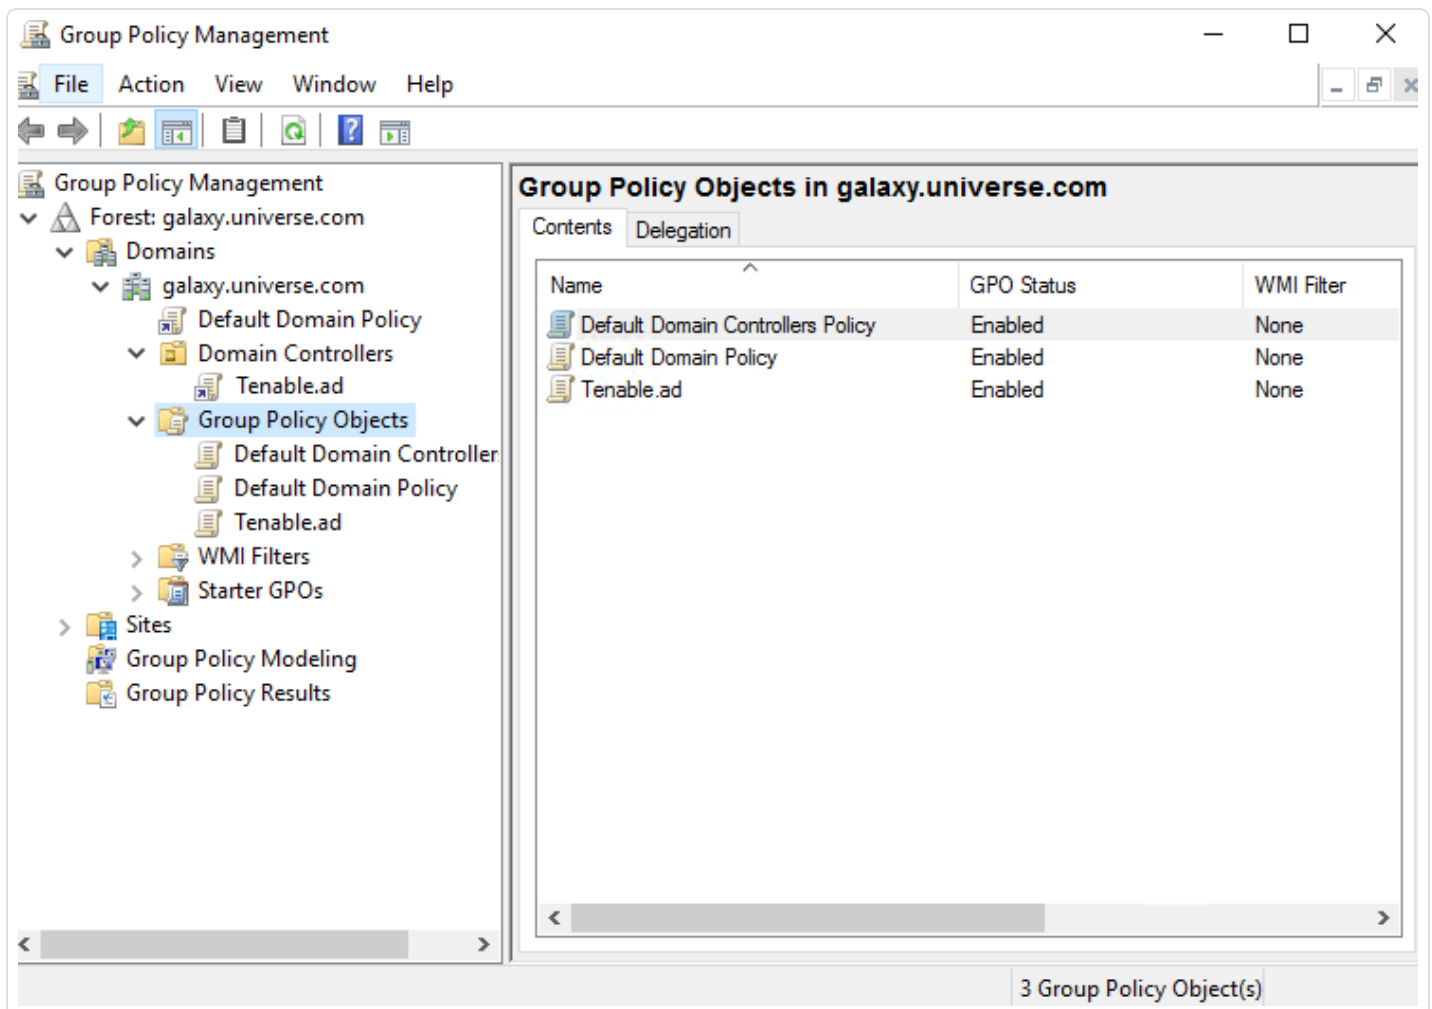 Group Policy Management
File Action View Window Help
Group Policy Management
Forest: galaxy.universe.com
Domains
galaxy.universe.com
Default Domain Policy
Domain Controllers
Tenable.ad
Group Policy Objects
Default Domain Controller
Default Domain Policy
Tenable.ad
WMI Filters
Starter GPOs
Sites
Group Policy Modeling
Group Policy Results
Group Policy Objects in galaxy.universe.com
Contents Delegation
Name GPO Status WMI Filter
Default Domain Controllers Policy Enabled None
Default Domain Policy Enabled None
Tenable.ad Enabled None
3 Group Policy Object(s)